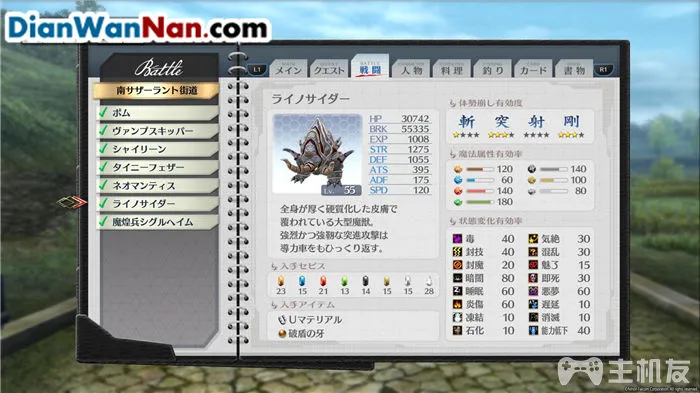 DianWanNan.Com
Battle
南サザーラント街道
ポム
ヴァンプスキッパー
シャイリーン
タイニーフェザー
ネオマンティス
ライノサイダー
魔煌兵シグルヘイム
L1 メイン クエスト 戦闘 人物 料理 釣り カード 書物 R1
BATTLE
ライノサイダー
HP 30742
BRK 55335
EXP 1008
STR 1275
DEF 1055
ATS 395
ADF 175
SPD 120
Lv. 55
全身が厚く硬質化した皮膚で
覆われている大型魔獣。
強烈かつ強靭な突進攻撃は
導力車をもひっくり返す。
入手セピス
23 15 21 13 14 15 15 28
入手アイテム
Uマテリアル
破盾の牙
体勢崩し有効度
斬 突 射 剛
魔法属性有効率
120 140
60 100
140 80
180
状態変化有効率
毒 40 気絶 30
封技 40 混乱 30
封魔 20 魅了 15
暗闇 80 即死 30
睡眠 60 悪夢 60
炎傷 60 遅延 10
凍結 10 消滅 10
石化 10 能力低下 40
主机友